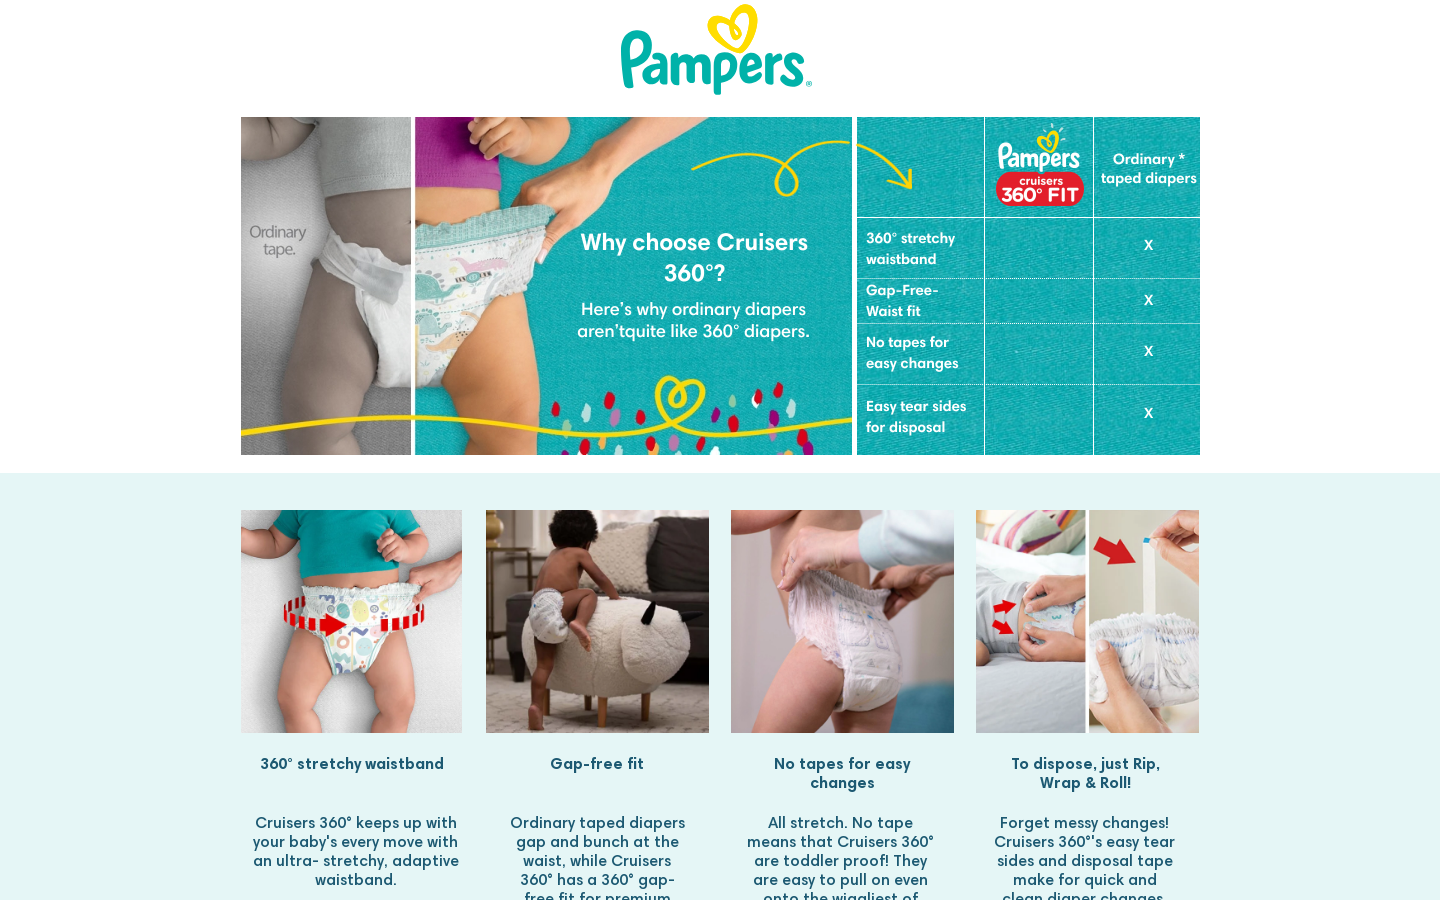 Pampers
Ordinary
tape.
Why choose Cruisers
360°?
Here's why ordinary diapers
aren'tquite like 360° diapers.
Pampers
cruisers
360° FIT
Ordinary *
taped diapers
360° stretchy
waistband
X
Gap-Free-
Waist fit
X
No tapes for
easy changes
X
Easy tear sides
for disposal
X
360° stretchy waistband
Cruisers 360° keeps up with
your baby's every move with
an ultra- stretchy, adaptive
waistband.
Gap-free fit
Ordinary taped diapers
gap and bunch at the
waist, while Cruisers
360° has a 360° gap-
free fit for premium
No tapes for easy
changes
All stretch. No tape
means that Cruisers 360°
are toddler proof! They
are easy to pull on even
onto the wiggliest of
To dispose, just Rip,
Wrap & Roll!
Forget messy changes!
Cruisers 360°'s easy tear
sides and disposal tape
make for quick and
clean diaper changes